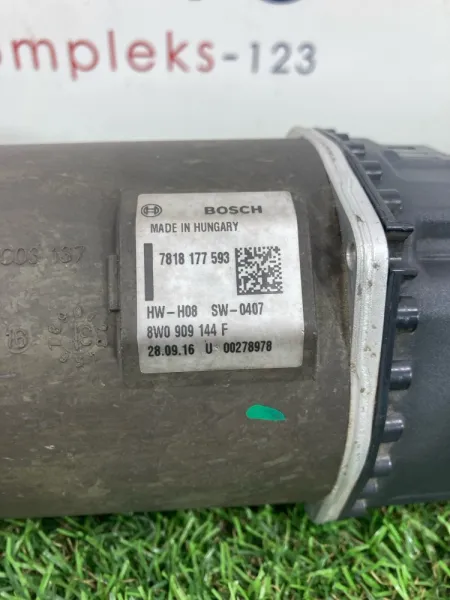 ompleks-123
BOSCH
MADE IN HUNGARY
7818 177 593
HW-H08 SW-0407
8W0 909 144 F
28.09.16 U 00278978